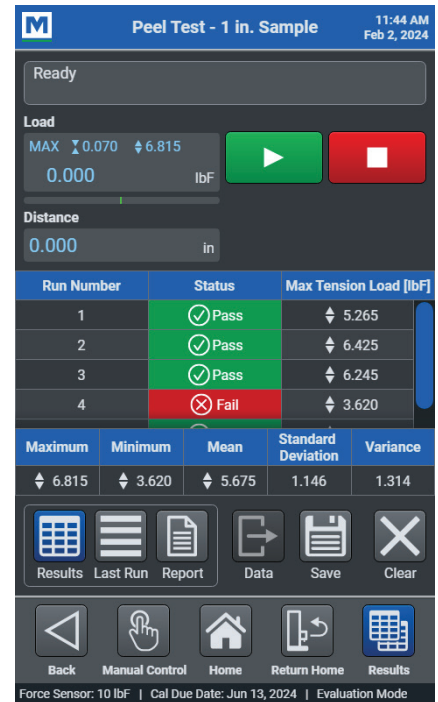 M Peel Test - 1 in. Sample 11:44 AM
Feb 2, 2024
Ready
Load
MAX 0.070 6.815
0.000 lbF
Distance
0.000 in
Run Number Status Max Tension Load [lbF]
1 Pass 5.265
2 Pass 6.425
3 Pass 6.245
4 Fail 3.620
Maximum Minimum Mean Standard Deviation Variance
6.815 3.620 5.675 1.146 1.314
Results Last Run Report Data Save Clear
Back Manual Control Home Return Home Results
Force Sensor: 10 lbF | Cal Due Date: Jun 13, 2024 | Evaluation Mode